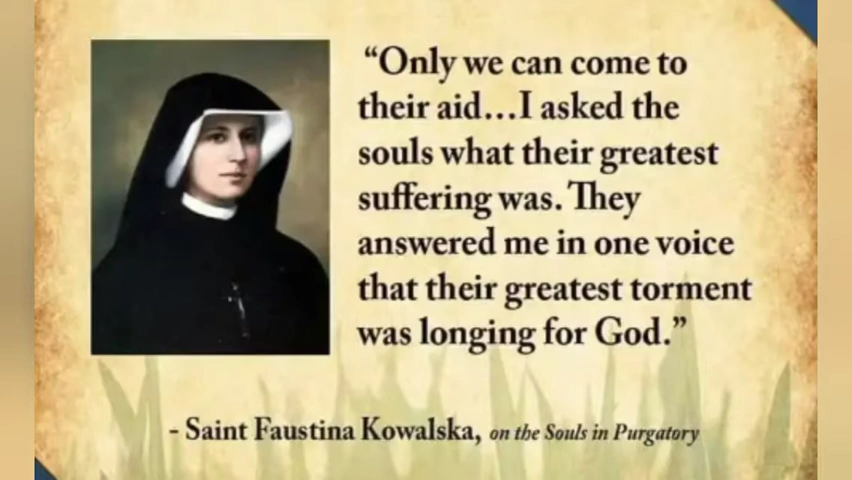 “Only we can come to
their aid...I asked the
souls what their greatest
suffering was. They
answered me in one voice
that their greatest torment
was longing for God.”
- Saint Faustina Kowalska, on the Souls in Purgatory